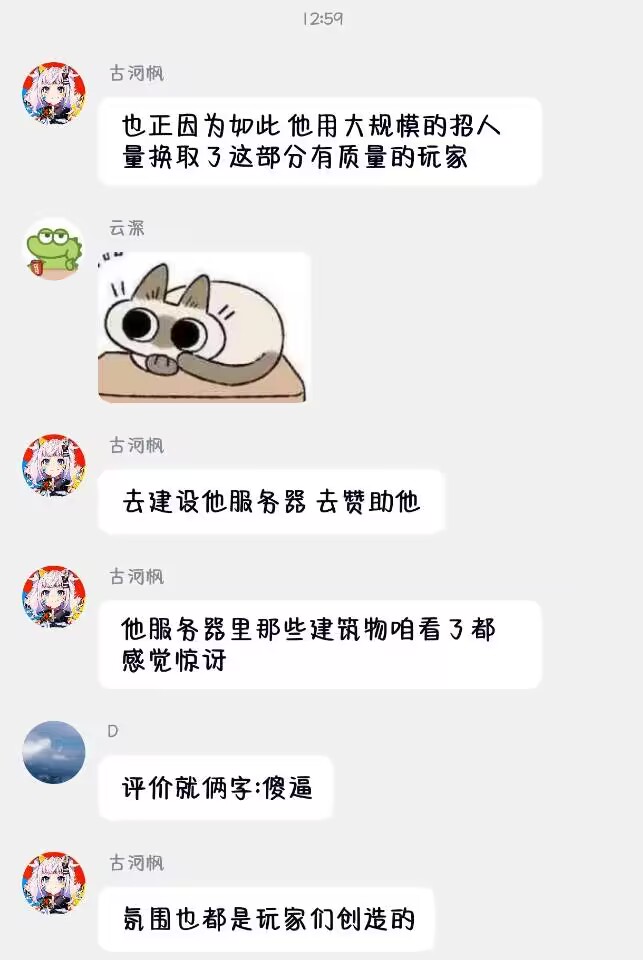 12:59
古河枫
也正因为如此 他用大规模的招人
量换取了这部分有质量的玩家
云深
古河枫
去建设他服务器 去赞助他
古河枫
他服务器里那些建筑物咱看了都
感觉惊讶
D
评价就俩字:傻逼
古河枫
氛围也都是玩家们创造的